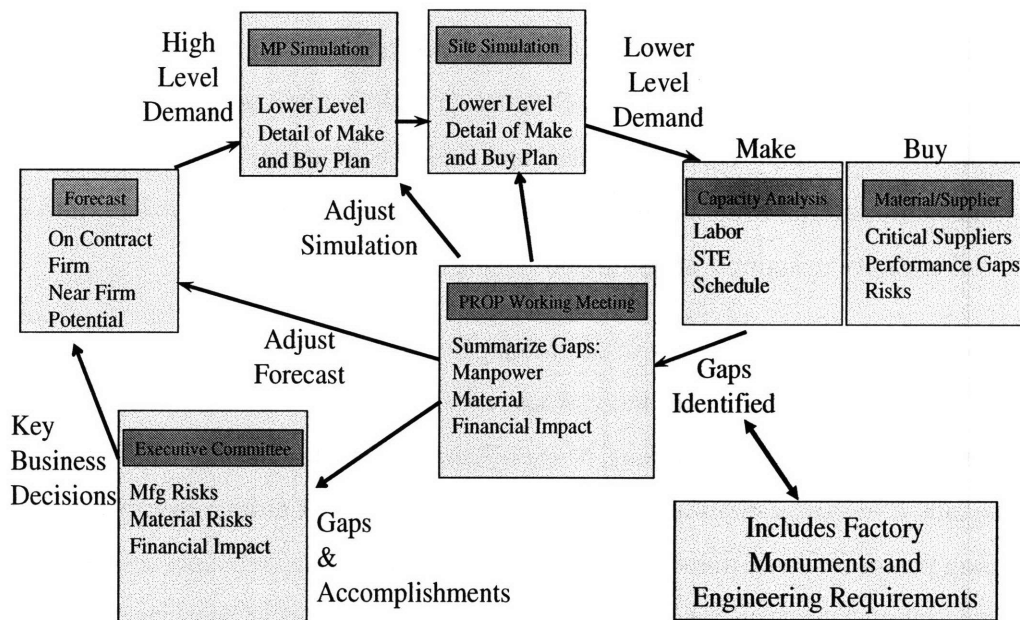 High
Level
Demand
MP Simulation
Lower Level
Detail of Make
and Buy Plan
Site Simulation
Lower Level
Detail of Make
and Buy Plan
Lower
Level
Demand
Make
Buy
Forecast
On Contract
Firm
Near Firm
Potential
Adjust
Simulation
Capacity Analysis
Labor
STE
Schedule
Material/Supplier
Critical Suppliers
Performance Gaps
Risks
PROP Working Meeting
Summarize Gaps:
Manpower
Material
Financial Impact
Adjust
Forecast
Gaps
Identified
Key
Business
Decisions
Executive Committee
Mfg Risks
Material Risks
Financial Impact
Gaps
&
Accomplishments
Includes Factory
Monuments and
Engineering Requirements